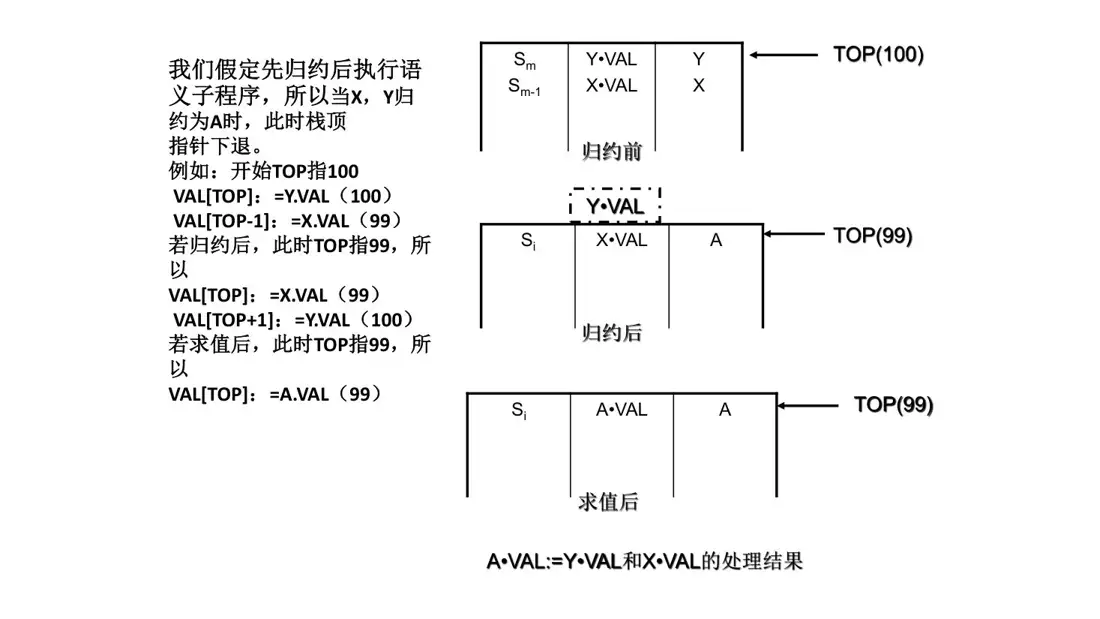 我们假定先归约后执行语
义子程序，所以当X，Y归
约为A时，此时栈顶
指针下退。
例如：开始TOP指100
VAL[TOP]：=Y.VAL（100）
VAL[TOP-1]：=X.VAL（99）
若归约后，此时TOP指99，所
以
VAL[TOP]：=X.VAL（99）
VAL[TOP+1]：=Y.VAL（100）
若求值后，此时TOP指99，所
以
VAL[TOP]：=A.VAL（99）
Sm Y•VAL Y TOP(100)
Sm-1 X•VAL X
归约前
Y•VAL
Si X•VAL A TOP(99)
归约后
Si A•VAL A TOP(99)
求值后
A•VAL:=Y•VAL和X•VAL的处理结果